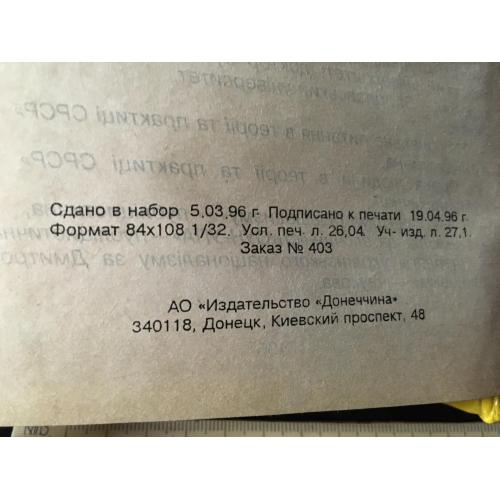 Сдано в набор 5,03,96 г. Подписано к печати 19.04.96 г.
Формат 84х108 1/32. Усл. печ. л. 26,04. Уч- изд. л. 27,1.
Заказ № 403
АО «Издательство «Донеччина»
340118, Донецк, Киевский проспект, 48